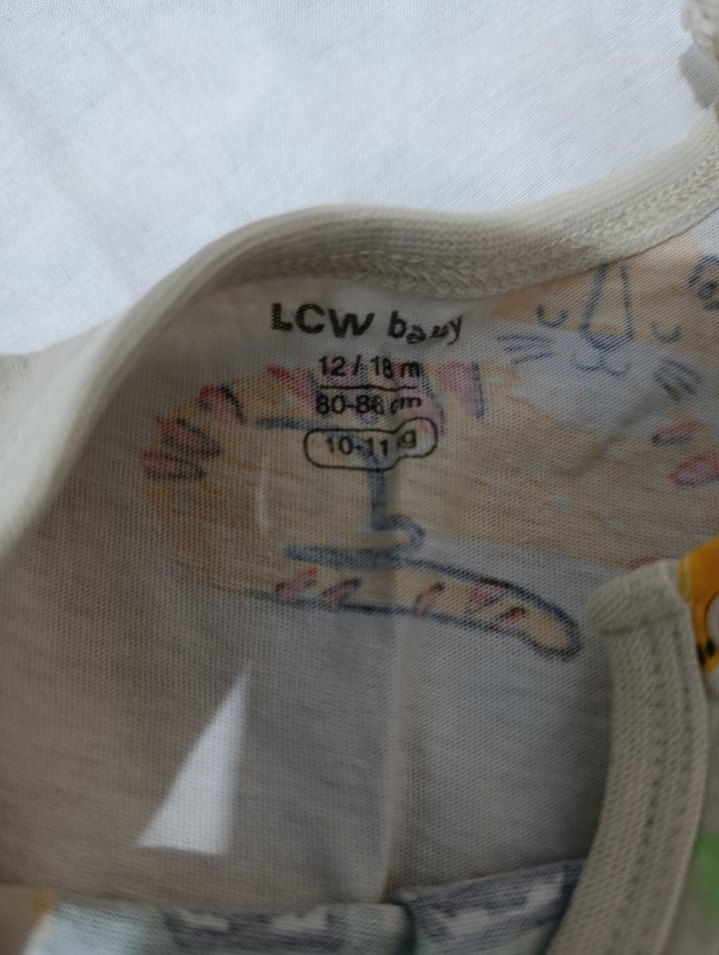 LCW baby
12 / 18 m
80-86 cm
10-11 kg